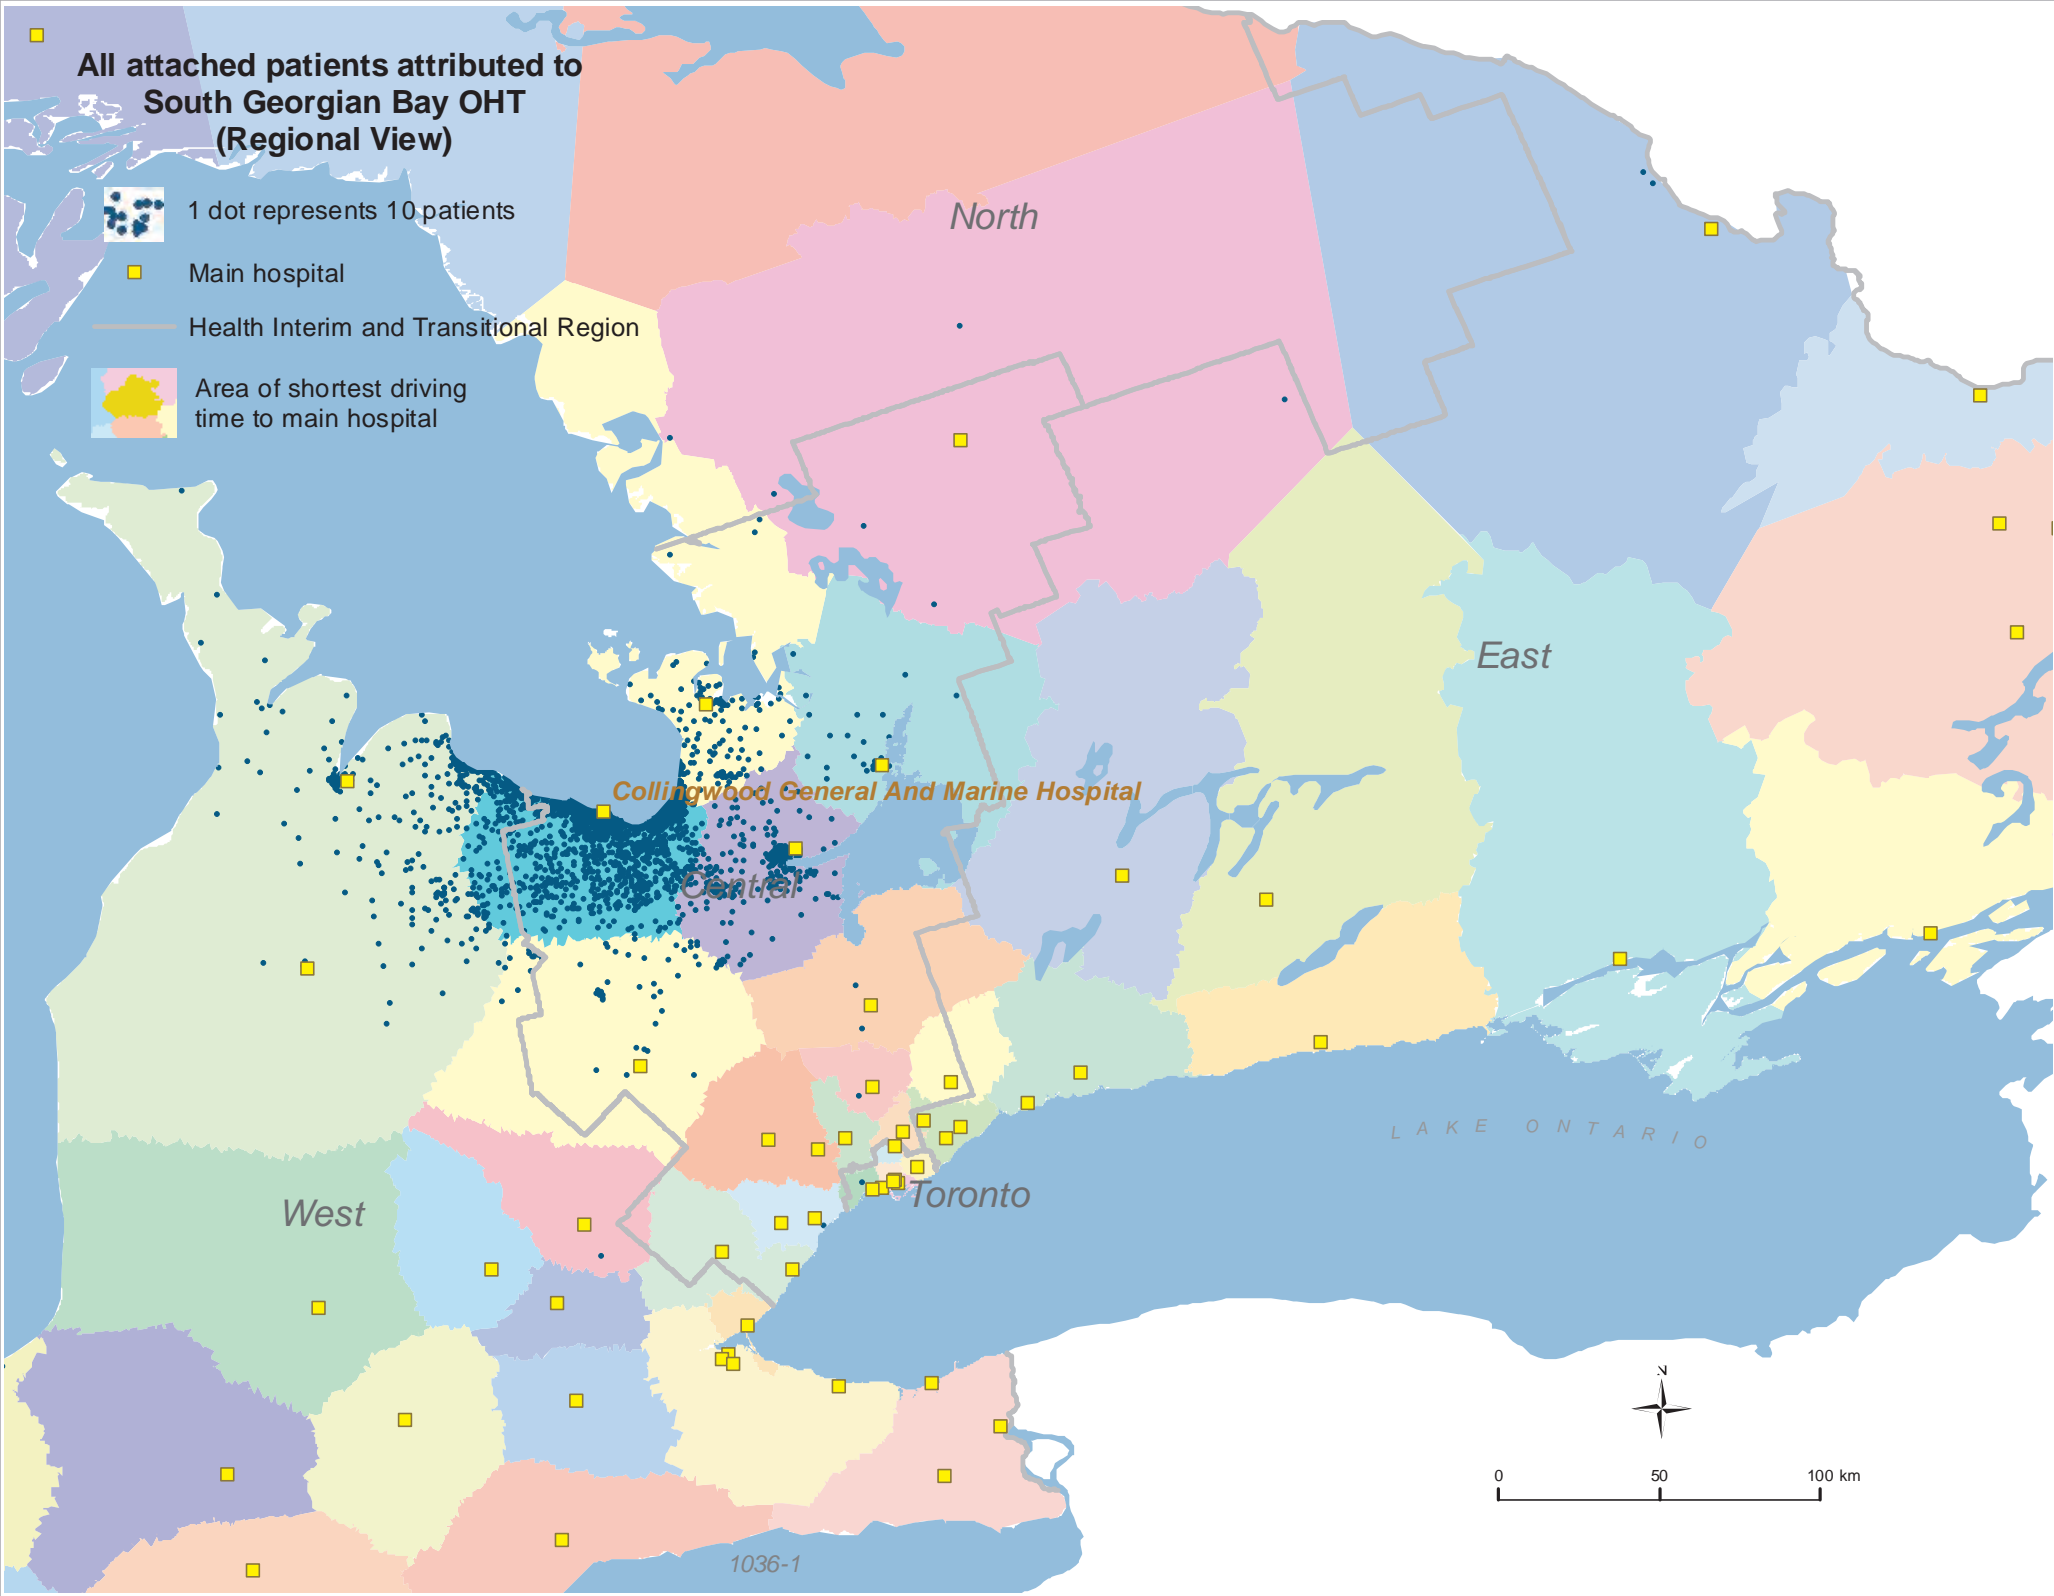 All attached patients attributed to
South Georgian Bay OHT
(Regional View)
1 dot represents 10 patients
Main hospital
Health Interim and Transitional Region
Area of shortest driving
time to main hospital
North
East
Collingwood General And Marine Hospital
Central
LAKE ONTARIO
Toronto
West
N
0 50 100 km
1036-1